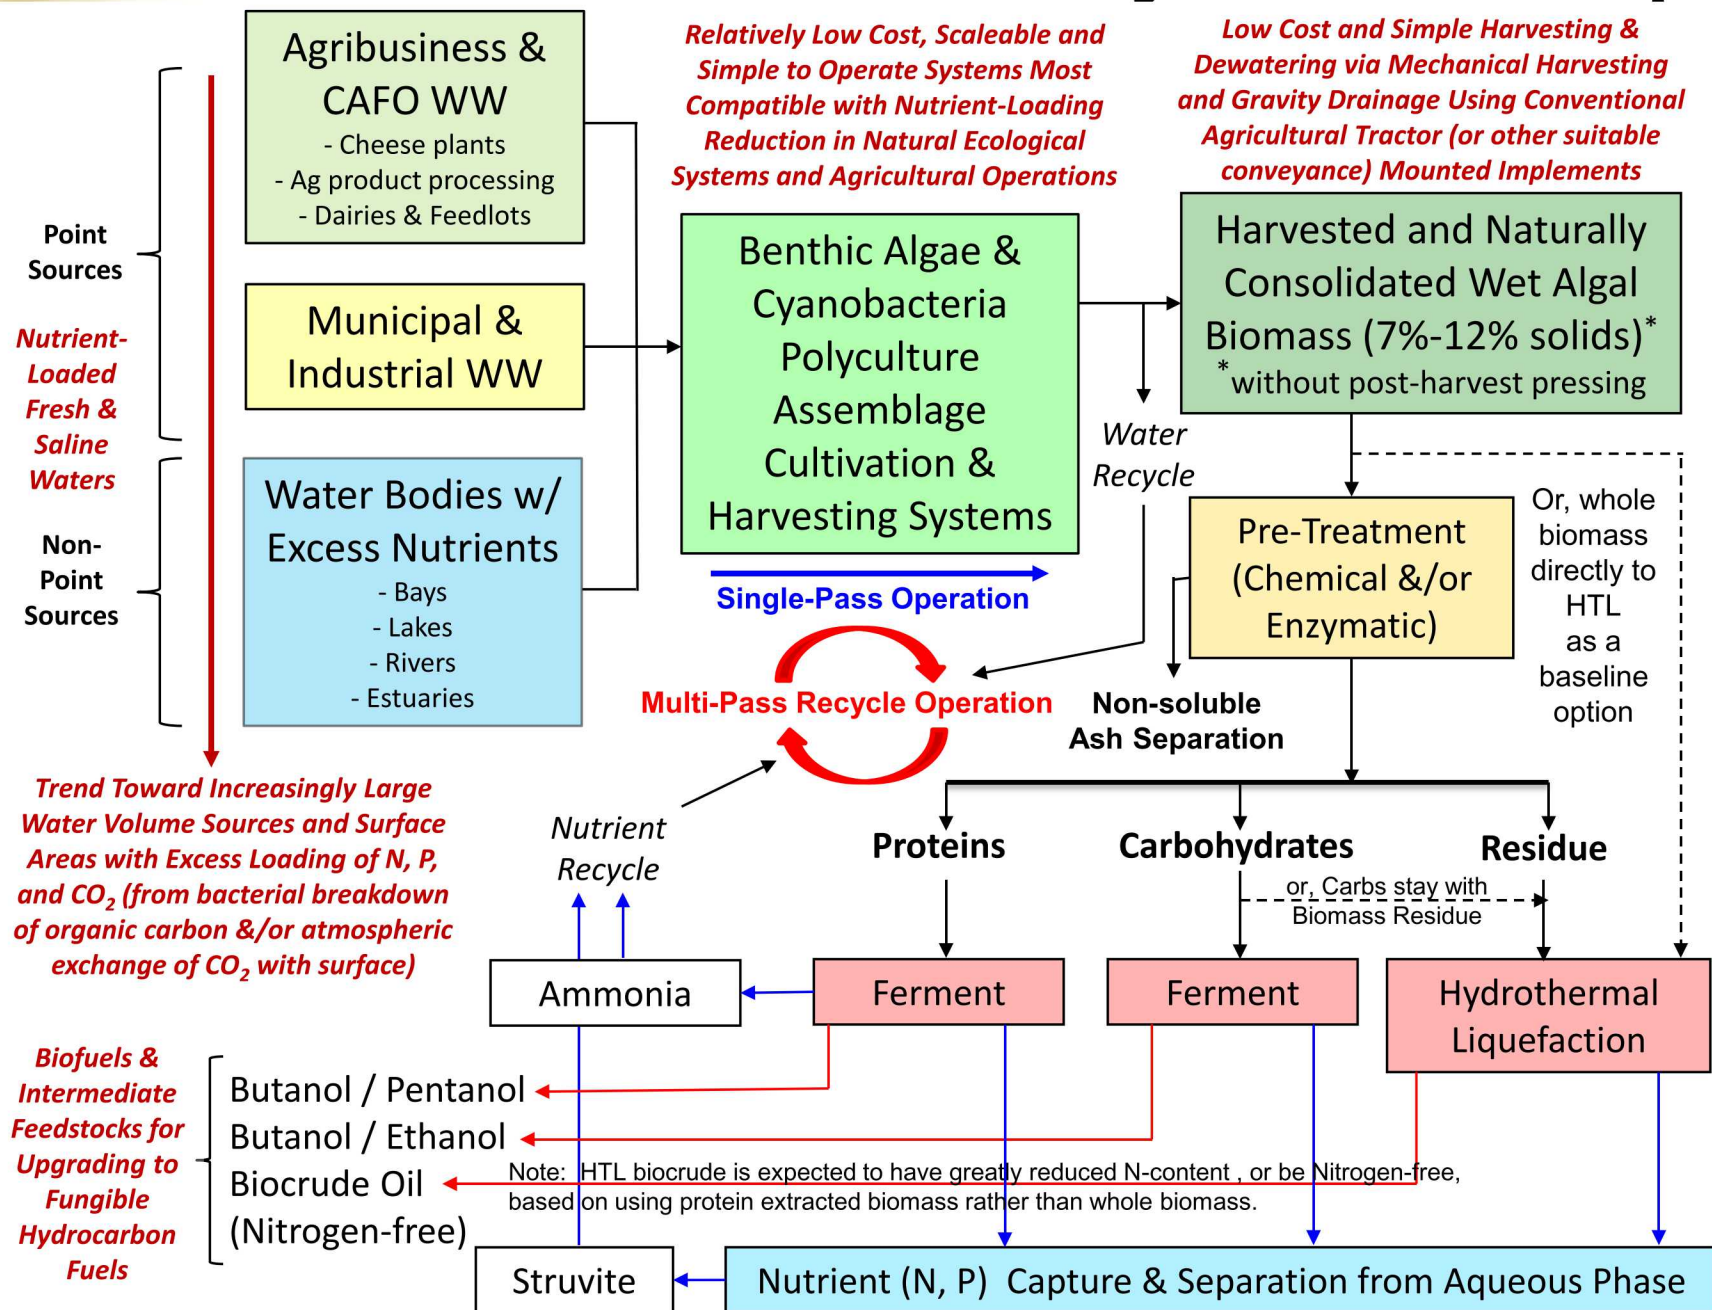 Agribusiness &
CAFO WW
- Cheese plants
- Ag product processing
- Dairies & Feedlots
Relatively Low Cost, Scaleable and
Simple to Operate Systems Most
Compatible with Nutrient-Loading
Reduction in Natural Ecological
Systems and Agricultural Operations
Low Cost and Simple Harvesting &
Dewatering via Mechanical Harvesting
and Gravity Drainage Using Conventional
Agricultural Tractor (or other suitable
conveyance) Mounted Implements
Point
Sources
Nutrient-
Loaded
Fresh &
Saline
Waters
Non-
Point
Sources
Municipal &
Industrial WW
Water Bodies w/
Excess Nutrients
- Bays
- Lakes
- Rivers
- Estuaries
Benthic Algae &
Cyanobacteria
Polyculture
Assemblage
Cultivation &
Harvesting Systems
Harvested and Naturally
Consolidated Wet Algal
Biomass (7%-12% solids)*
*without post-harvest pressing
Water
Recycle
Single-Pass Operation
Multi-Pass Recycle Operation
Pre-Treatment
(Chemical &/or
Enzymatic)
Or, whole
biomass
directly to
HTL
as a
baseline
option
Non-soluble
Ash Separation
Trend Toward Increasingly Large
Water Volume Sources and Surface
Areas with Excess Loading of N, P,
and CO2 (from bacterial breakdown
of organic carbon &/or atmospheric
exchange of CO2 with surface)
Nutrient
Recycle
Proteins
Carbohydrates
Residue
or, Carbs stay with
Biomass Residue
Ammonia
Ferment
Ferment
Hydrothermal
Liquefaction
Biofuels &
Intermediate
Feedstocks for
Upgrading to
Fungible
Hydrocarbon
Fuels
Butanol / Pentanol
Butanol / Ethanol
Biocrude Oil
(Nitrogen-free)
Note: HTL biocrude is expected to have greatly reduced N-content , or be Nitrogen-free,
based on using protein extracted biomass rather than whole biomass.
Struvite
Nutrient (N, P) Capture & Separation from Aqueous Phase